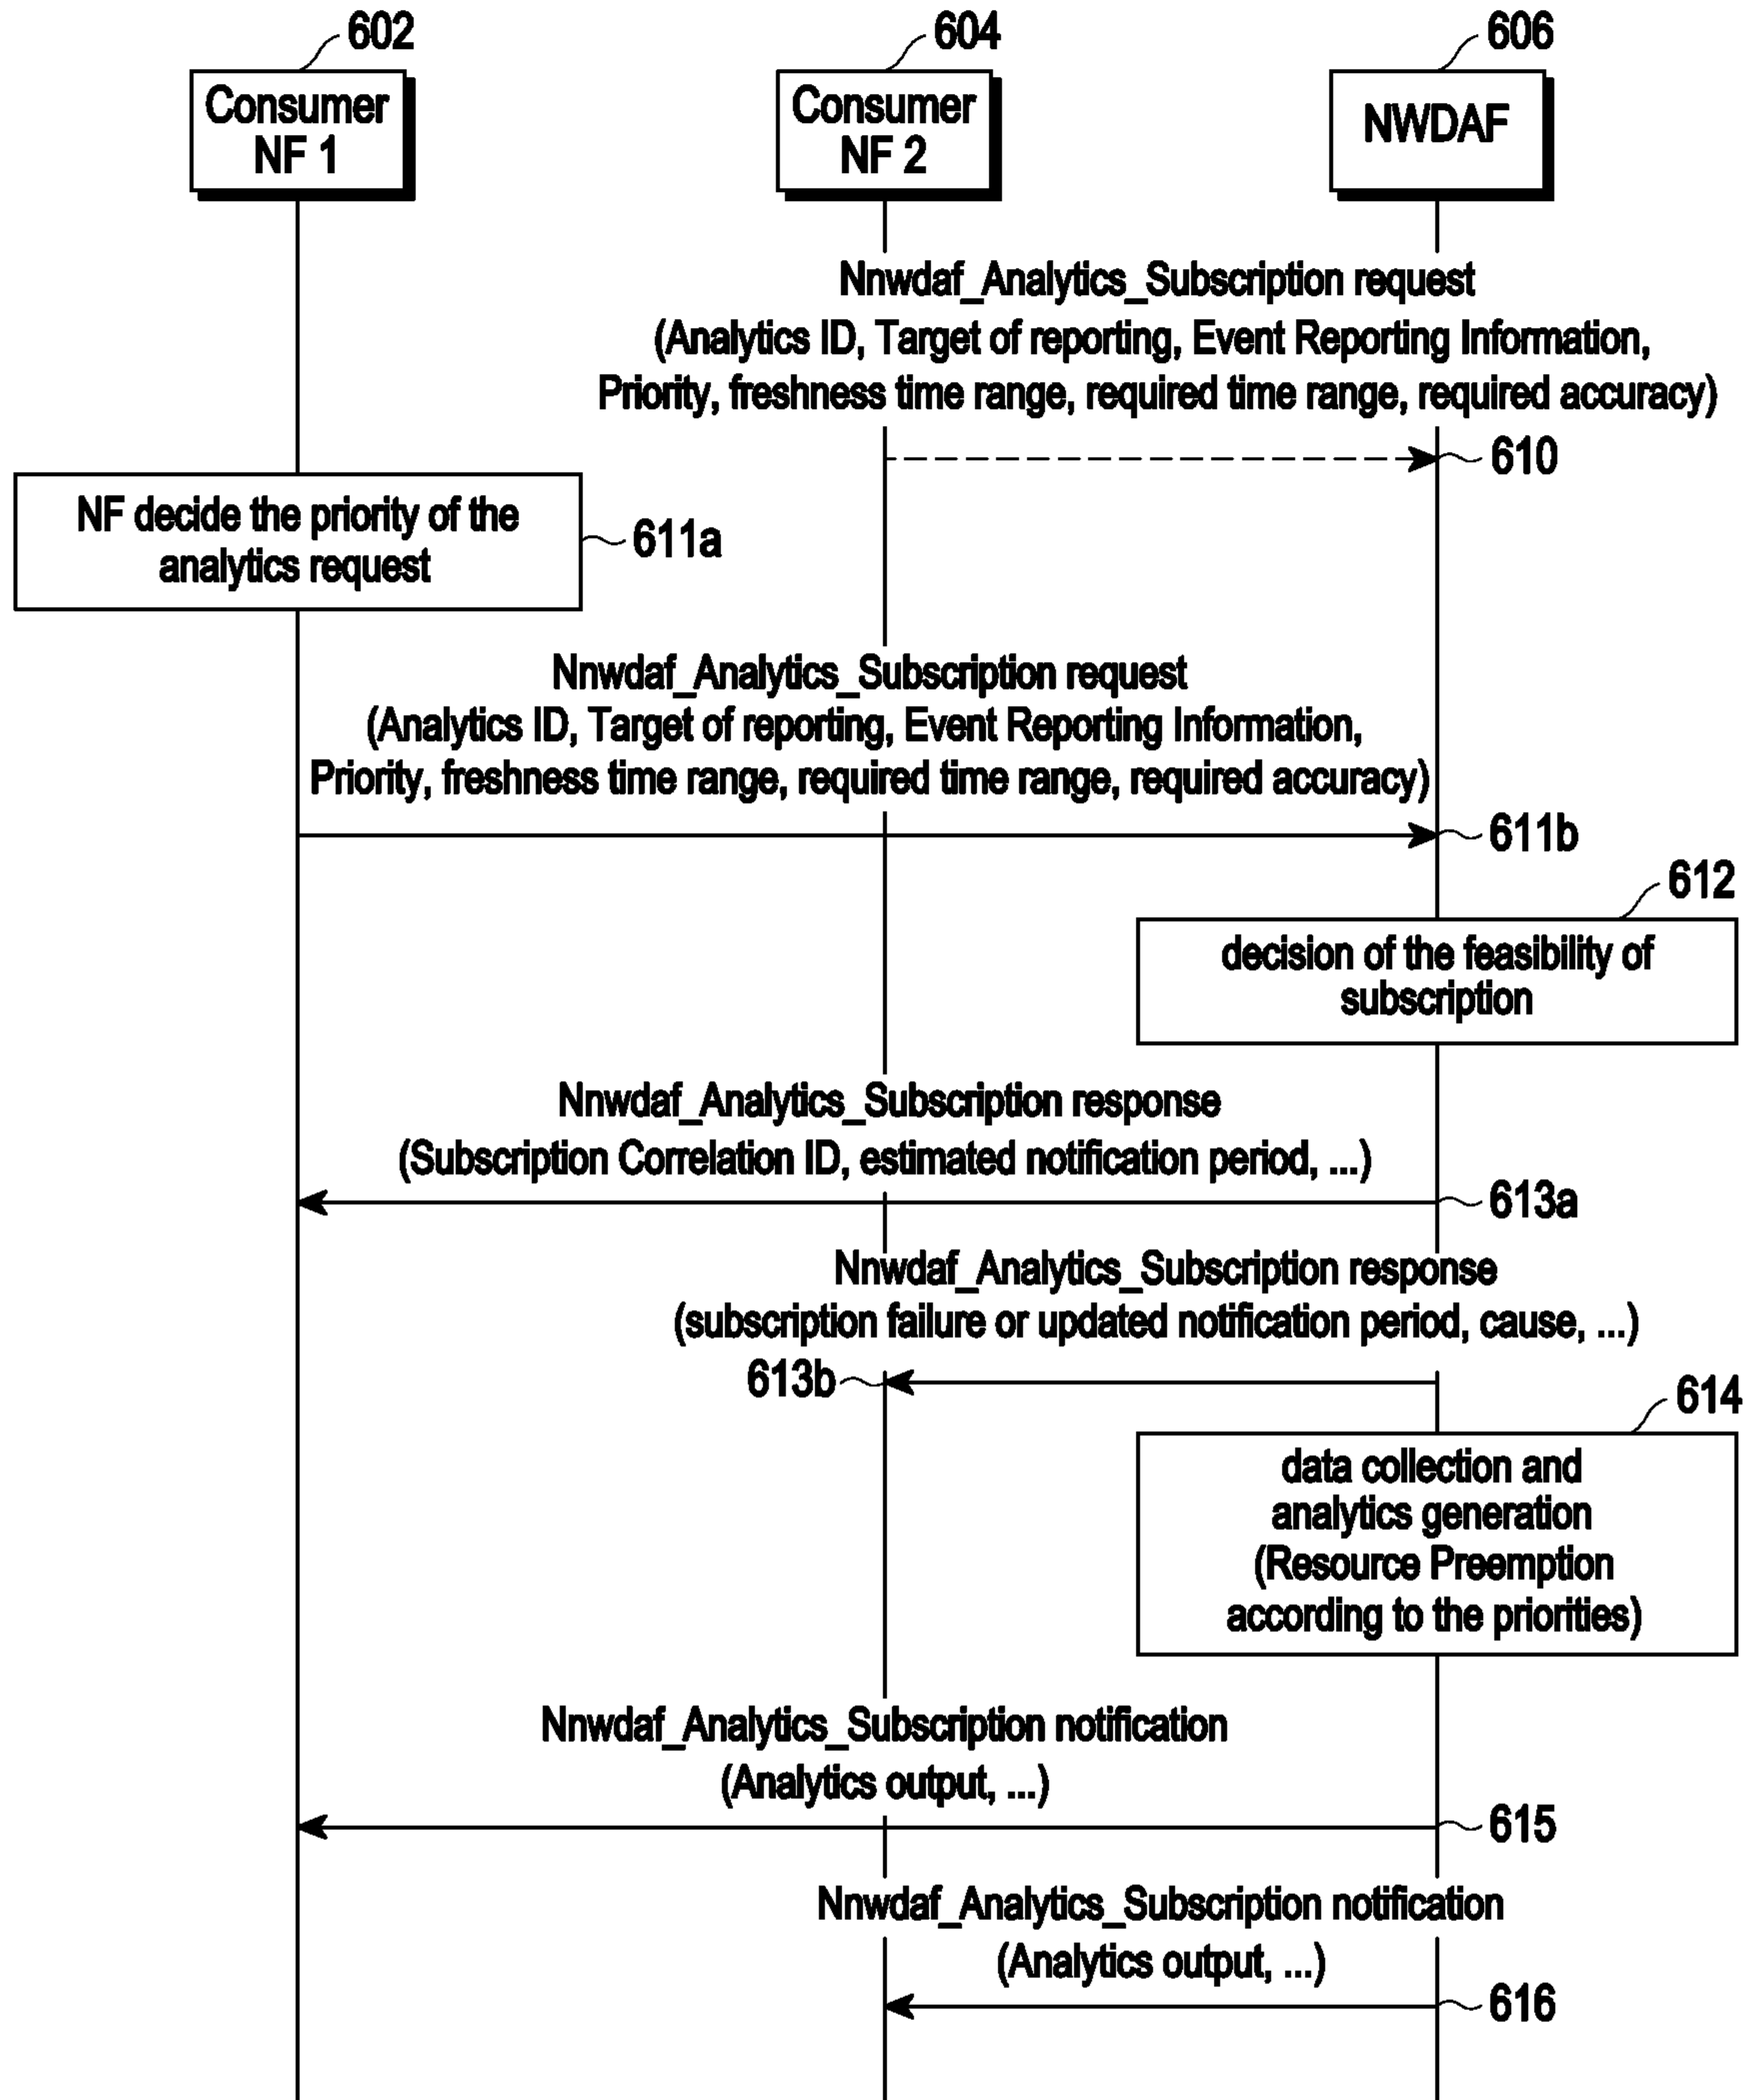 602
604
606
Consumer
NF 1
Consumer
NF 2
NWDAF
Nnwdaf_Analytics_Subscription request
(Analytics ID, Target of reporting, Event Reporting Information,
Priority, freshness time range, required time range, required accuracy)
610
NF decide the priority of the
analytics request
611a
Nnwdaf_Analytics_Subscription request
(Analytics ID, Target of reporting, Event Reporting Information,
Priority, freshness time range, required time range, required accuracy)
611b
612
decision of the feasibility of
subscription
Nnwdaf_Analytics_Subscription response
(Subscription Correlation ID, estimated notification period, ...)
613a
Nnwdaf_Analytics_Subscription response
(subscription failure or updated notification period, cause, ...)
613b
614
data collection and
analytics generation
(Resource Preemption
according to the priorities)
Nnwdaf_Analytics_Subscription notification
(Analytics output, ...)
615
Nnwdaf_Analytics_Subscription notification
(Analytics output, ...)
616